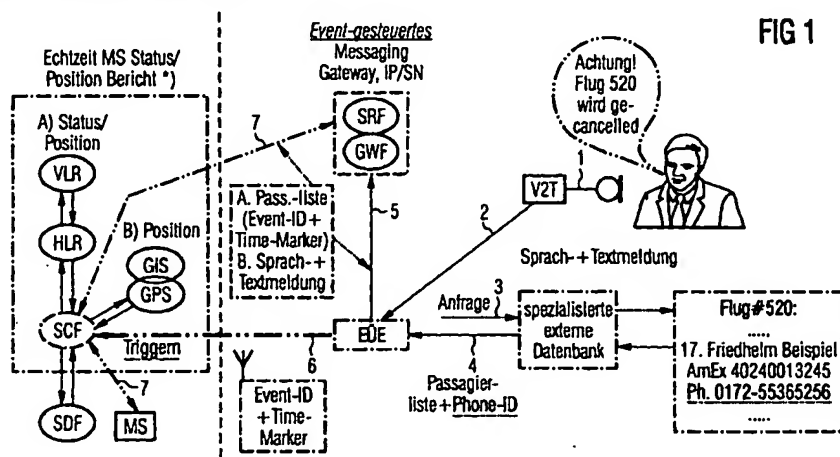 FIG 1
Echtzeit MS Status/
Position Bericht *)
A) Status/
Position
VLR
HLR
B) Position
GIS
GPS
SCF
SDF
MS
7
Triggern
Event-gesteuertes
Messaging
Gateway, IP/SN
SRF
GWF
7
5
A. Pass.-liste
(Event-ID+
Time-Marker)
B. Sprach-+
Textmeldung
6
Event-ID
+Time-
Marker
EÜE
2
V2T
1
Achtung!
Flug 520
wird ge-
cancelled
Sprach-+Textmeldung
Anfrage
3
4
Passagier-
liste+Phone-ID
spezialisierte
externe
Datenbank
Flug#520:
.....
17. Friedhelm Beispiel
AmEx 40240013245
Ph. 0172-55365256
.....